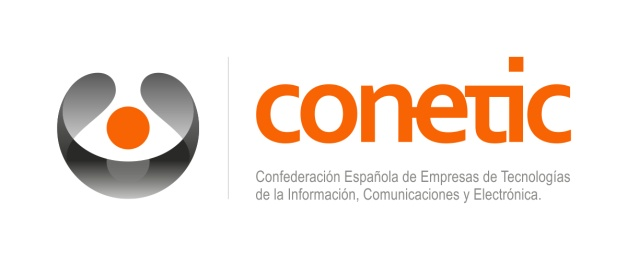 conetic
Confederación Española de Empresas de Tecnologías
de la Información, Comunicaciones y Electrónica.